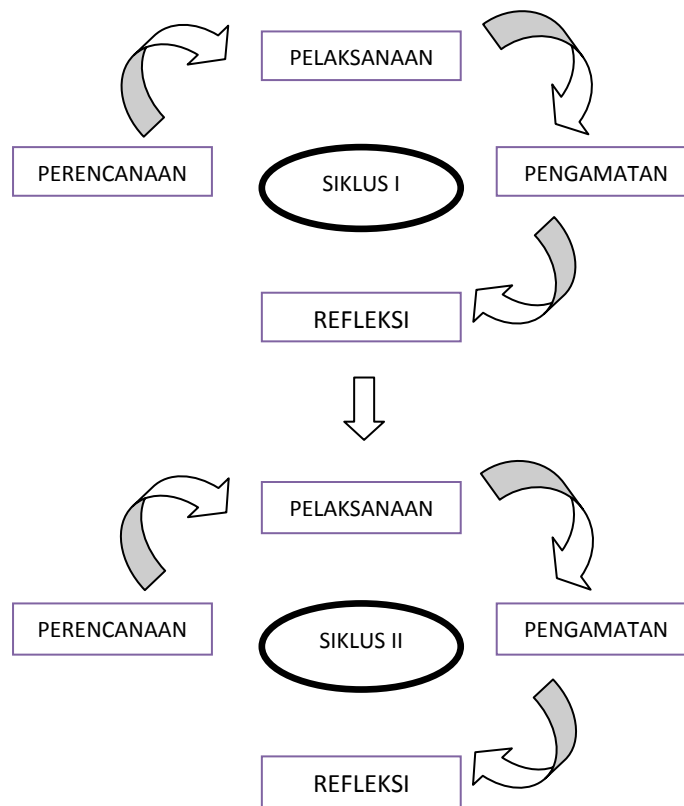 PELAKSANAAN
PERENCANAAN
SIKLUS I
PENGAMATAN
REFLEKSI
PELAKSANAAN
PERENCANAAN
SIKLUS II
PENGAMATAN
REFLEKSI